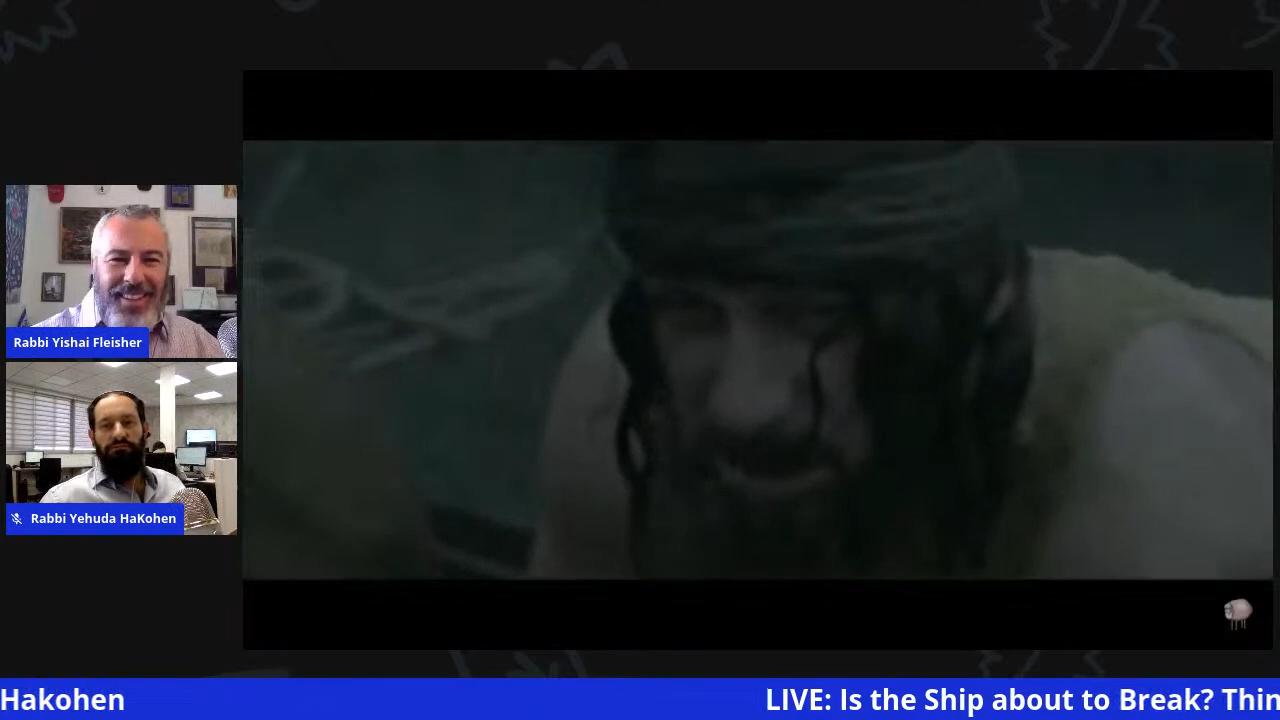 Rabbi Yishai Fleisher
Rabbi Yehuda HaKohen
Hakohen
LIVE: Is the Ship about to Break? Thin